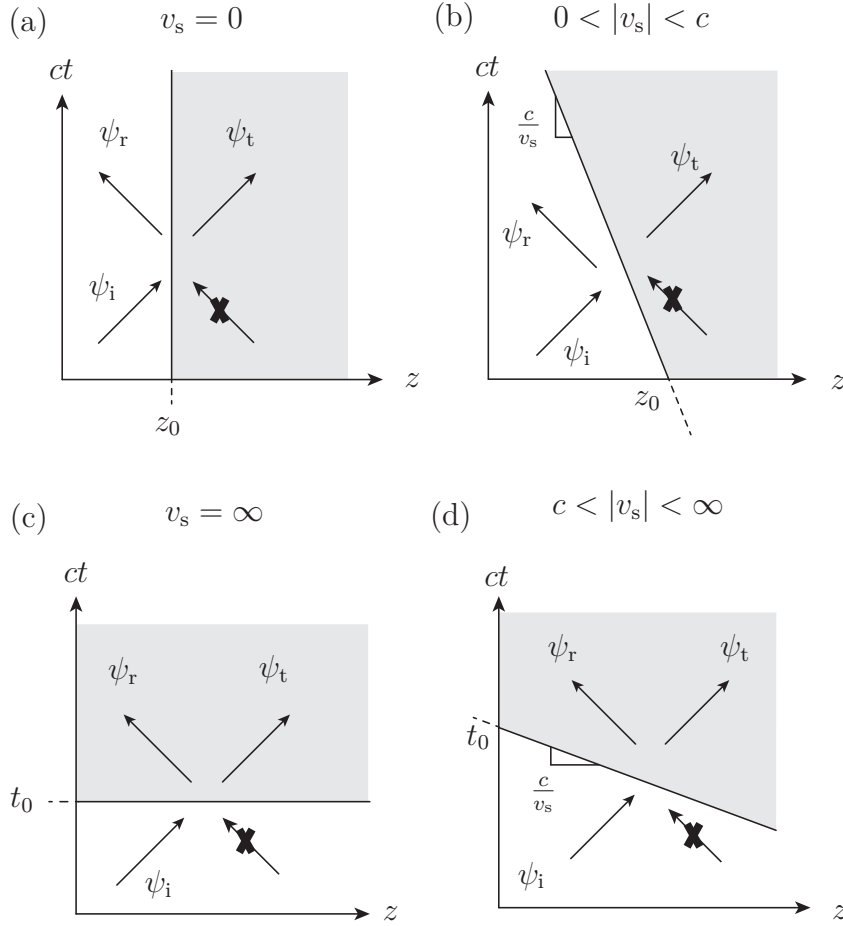 (a) v_s = 0
ct
ψ_r
ψ_t
ψ_i
z
z_0
(b) 0 < |v_s| < c
ct
c/v_s
ψ_t
ψ_r
ψ_i
z_0
z
(c) v_s = ∞
ct
ψ_r
ψ_t
t_0
ψ_i
z
(d) c < |v_s| < ∞
ct
ψ_r
ψ_t
t_0
c/v_s
ψ_i
z